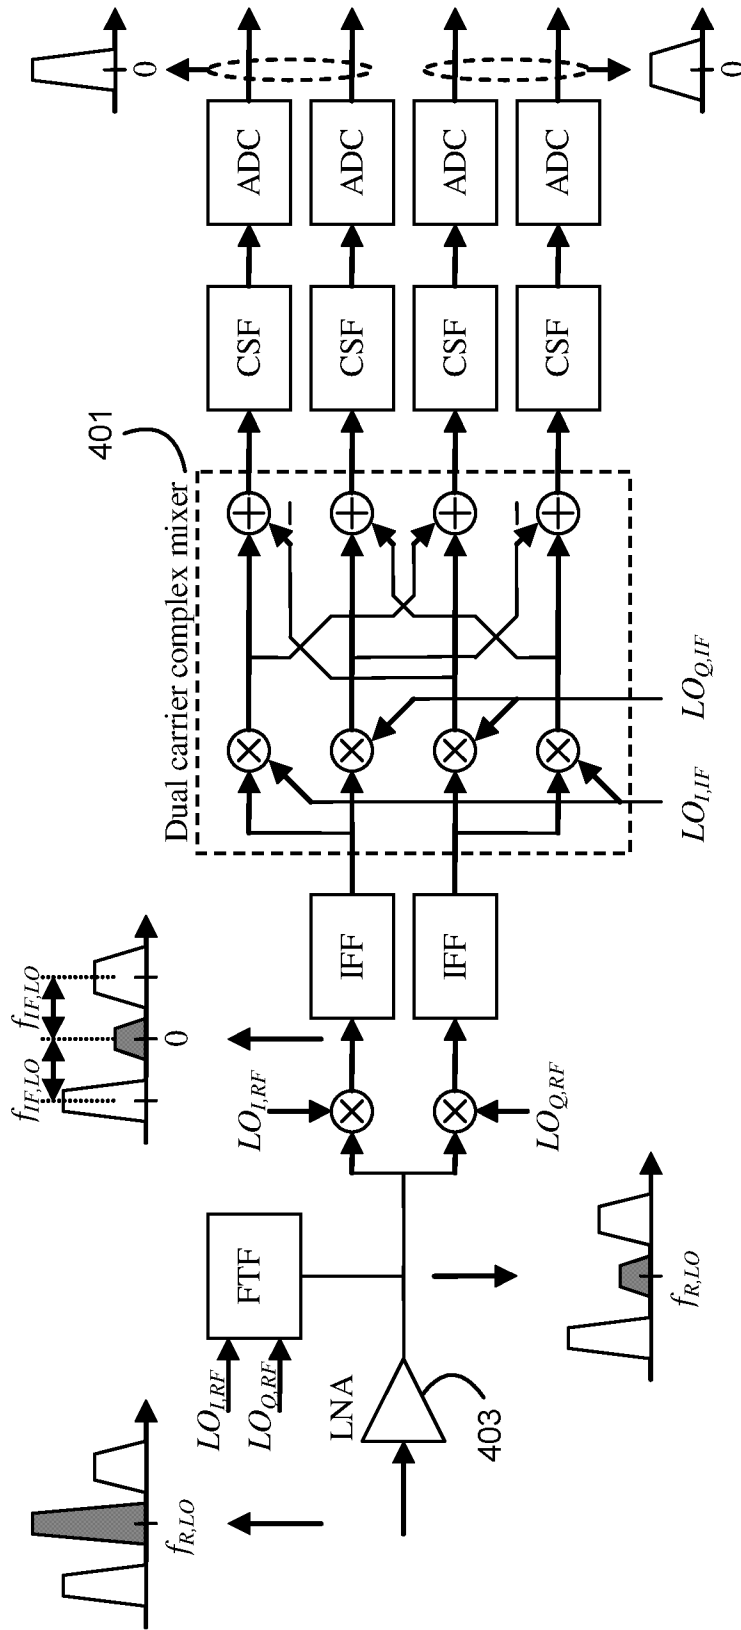 f_{R,LO}
LNA
403
LO_{I,RF}
LO_{Q,RF}
FTF
f_{R,LO}
LO_{I,RF}
LO_{Q,RF}
f_{IF,LO}
f_{IF,LO}
0
IFF
IFF
Dual carrier complex mixer
401
LO_{I,IF}
LO_{Q,IF}
CSF
CSF
CSF
CSF
ADC
ADC
ADC
ADC
0
0